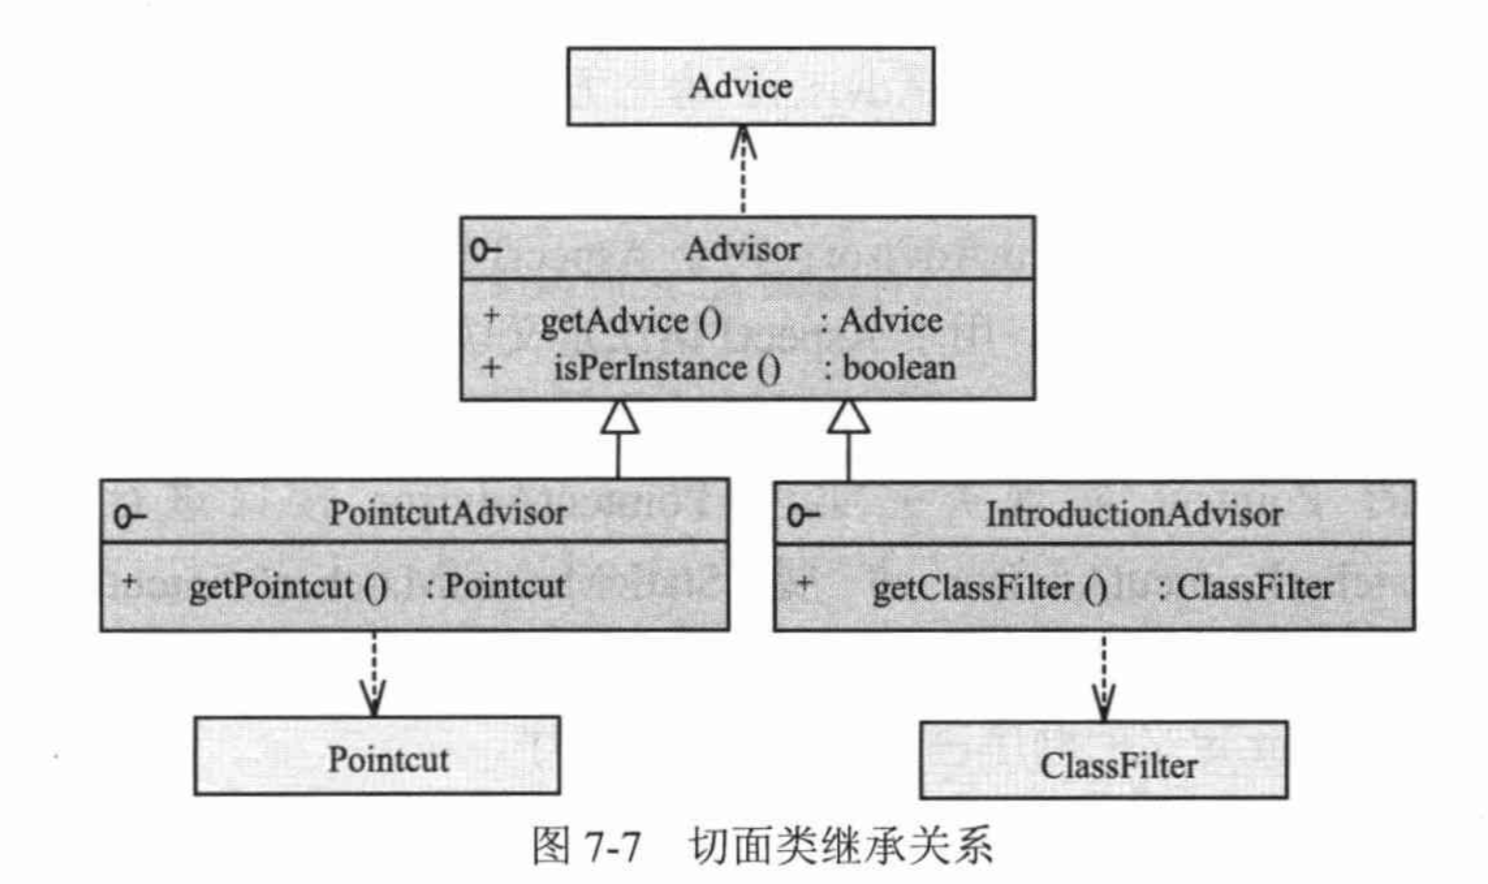 Advice
Advisor
+ getAdvice () : Advice
+ isPerInstance () : boolean
PointcutAdvisor
+ getPointcut () : Pointcut
IntroductionAdvisor
+ getClassFilter () : ClassFilter
Pointcut
ClassFilter
图 7-7 切面类继承关系